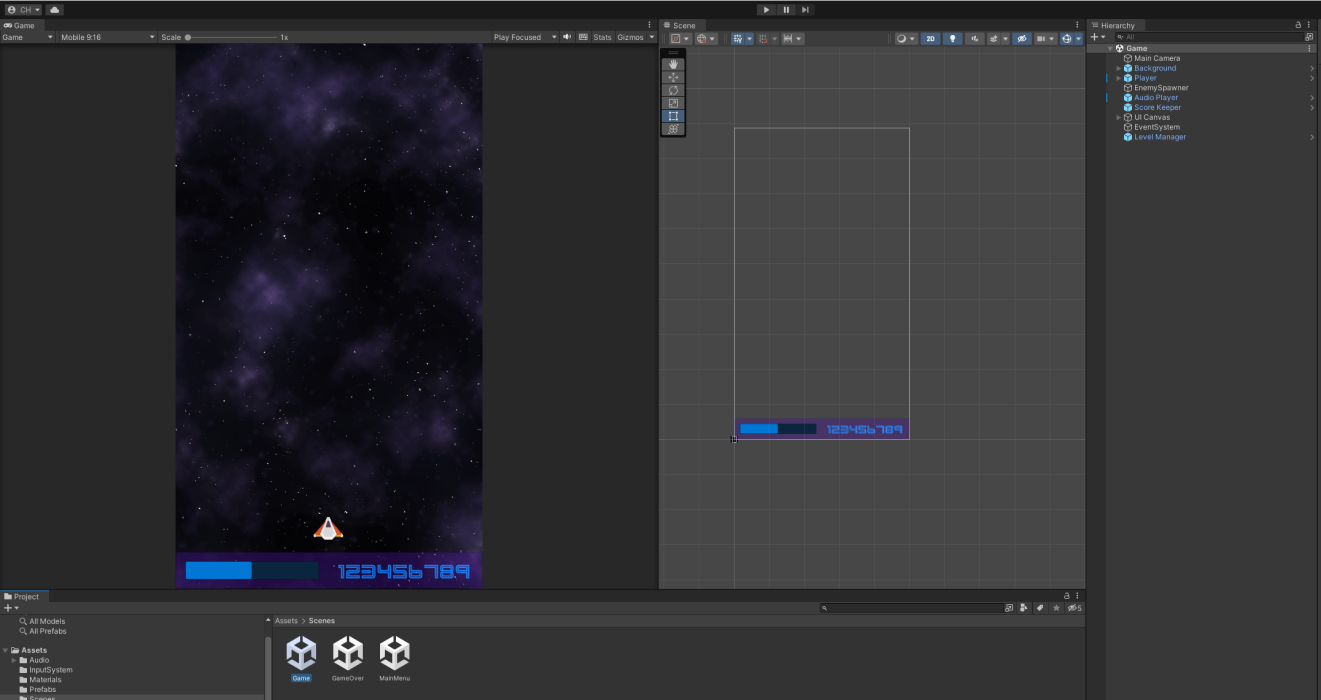 CH
Game
Game
Mobile 9:16
Scale
1x
Play Focused
Stats
Gizmos
123456789
Scene
2D
123456789
Hierarchy
All
Game
Main Camera
Background
Player
EnemySpawner
Audio Player
Score Keeper
UI Canvas
EventSystem
Level Manager
Project
5
All Models
All Prefabs
Assets
Audio
InputSystem
Materials
Prefabs
Scenes
Assets > Scenes
Game
GameOver
MainMenu